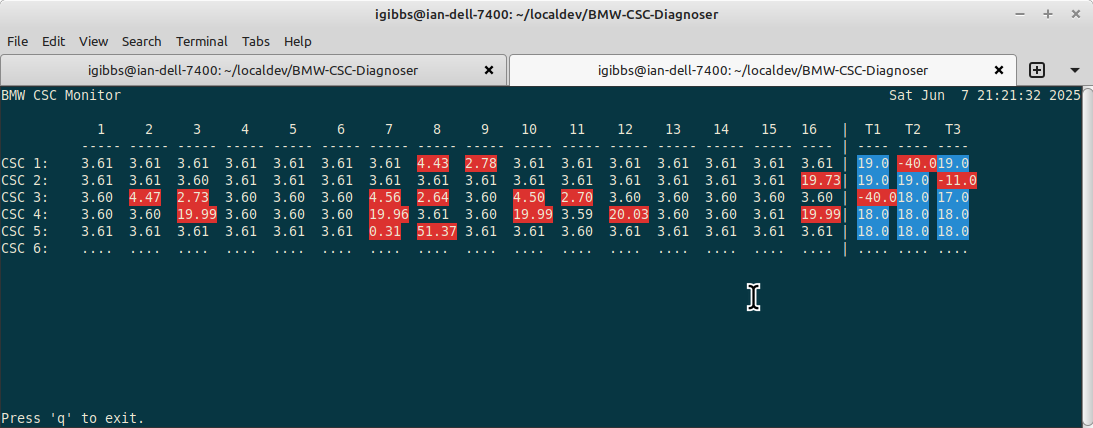 igibbs@ian-dell-7400: ~/localdev/BMW-CSC-Diagnoser
File Edit View Search Terminal Tabs Help
igibbs@ian-dell-7400: ~/localdev/BMW-CSC-Diagnoser igibbs@ian-dell-7400: ~/localdev/BMW-CSC-Diagnoser
BMW CSC Monitor Sat Jun  7 21:21:32 2025
1 2 3 4 5 6 7 8 9 10 11 12 13 14 15 16 | T1 T2 T3
----- ----- ----- ----- ----- ----- ----- ----- ----- ----- ----- ----- ----- ----- ----- ----- | ---- ---- ----
CSC 1: 3.61 3.61 3.61 3.61 3.61 3.61 3.61 4.43 2.78 3.61 3.61 3.61 3.61 3.61 3.61 3.61 | 19.0 -40.0 19.0
CSC 2: 3.61 3.61 3.60 3.61 3.61 3.61 3.61 3.61 3.61 3.61 3.61 3.61 3.61 3.61 3.61 19.73 | 19.0 19.0 -11.0
CSC 3: 3.60 4.47 2.73 3.60 3.60 3.60 4.56 2.64 3.60 4.50 2.70 3.60 3.60 3.60 3.60 3.60 | -40.0 18.0 17.0
CSC 4: 3.60 3.60 19.99 3.60 3.60 3.60 19.96 3.61 3.60 19.99 3.59 20.03 3.60 3.60 3.61 19.99 | 18.0 18.0 18.0
CSC 5: 3.61 3.61 3.61 3.61 3.61 3.61 0.31 51.37 3.61 3.61 3.60 3.61 3.61 3.61 3.61 3.61 | 18.0 18.0 18.0
CSC 6: .... .... .... .... .... .... .... .... .... .... .... .... .... .... .... .... | .... .... ....
Press 'q' to exit.